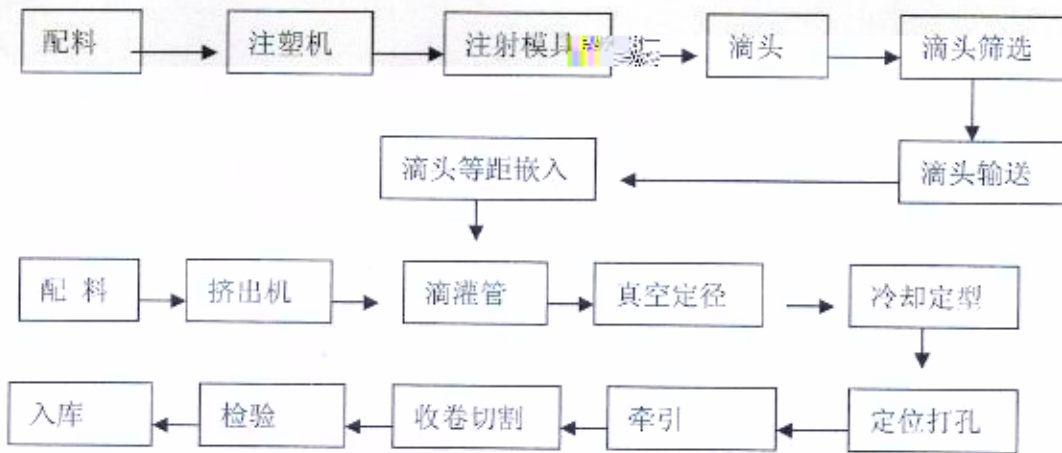 配料 注塑机 注射模具 滴头 滴头筛选
滴头等距嵌入 滴头输送
配 料 挤出机 滴灌管 真空定径 冷却定型
入库 检验 收卷切割 牵引 定位打孔